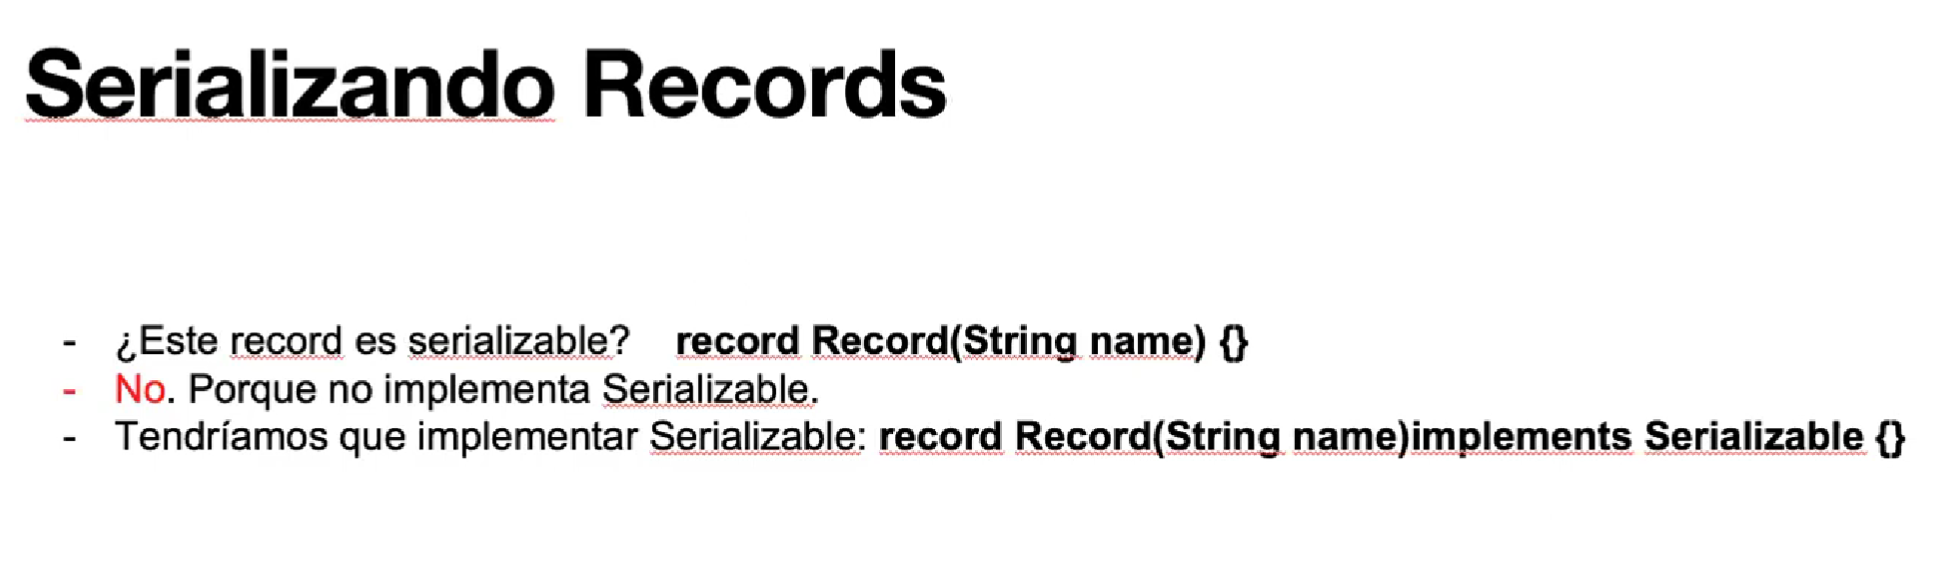 Serializando Records
- ¿Este record es serializable? record Record(String name) {}
- No. Porque no implementa Serializable.
- Tendríamos que implementar Serializable: record Record(String name)implements Serializable {}